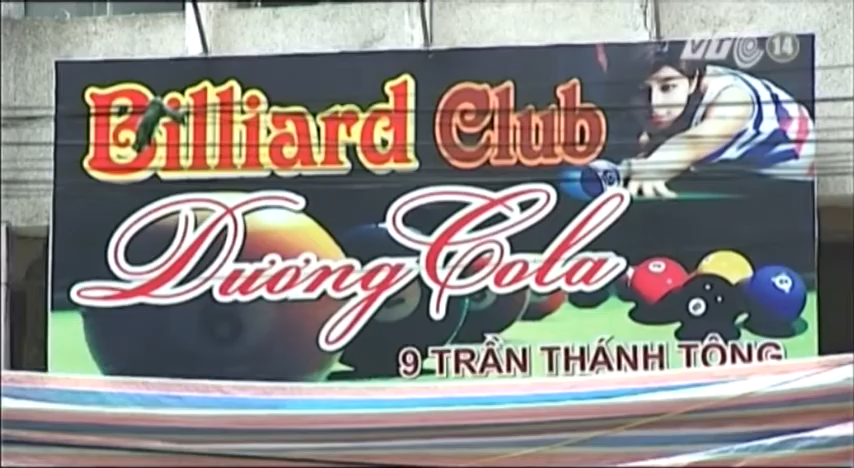 VTC 14
Billiard Club
Dương Cola
9 TRẦN THÁNH TÔNG